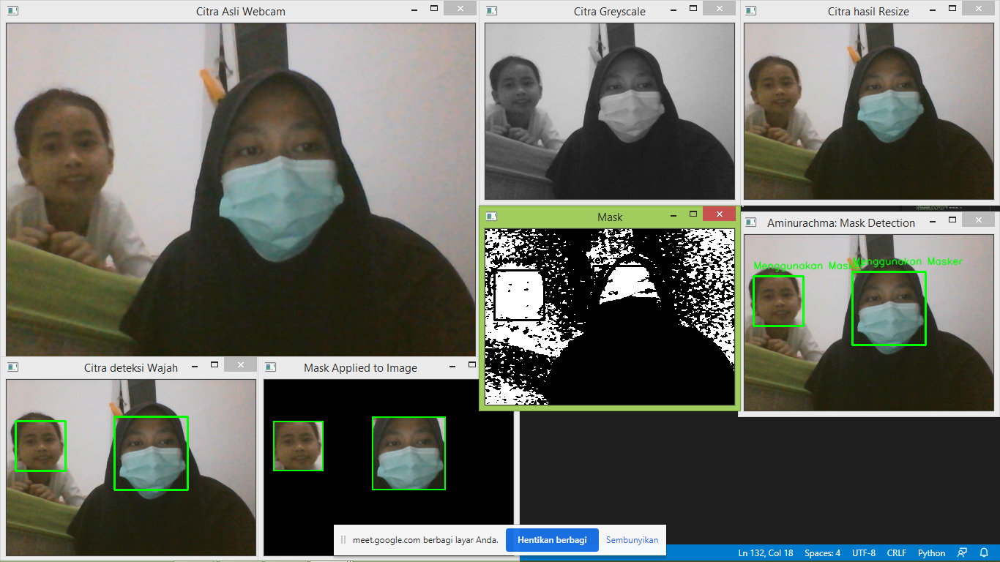 Citra Asli Webcam
Citra Greyscale
Citra hasil Resize
Mask
Aminurachma: Mask Detection
Menggunakan Mask
Menggunakan Masker
Citra deteksi Wajah
Mask Applied to Image
meet.google.com berbagi layar Anda.
Hentikan berbagi
Sembunyikan
Ln 132, Col 18
Spaces: 4
UTF-8
CRLF
Python